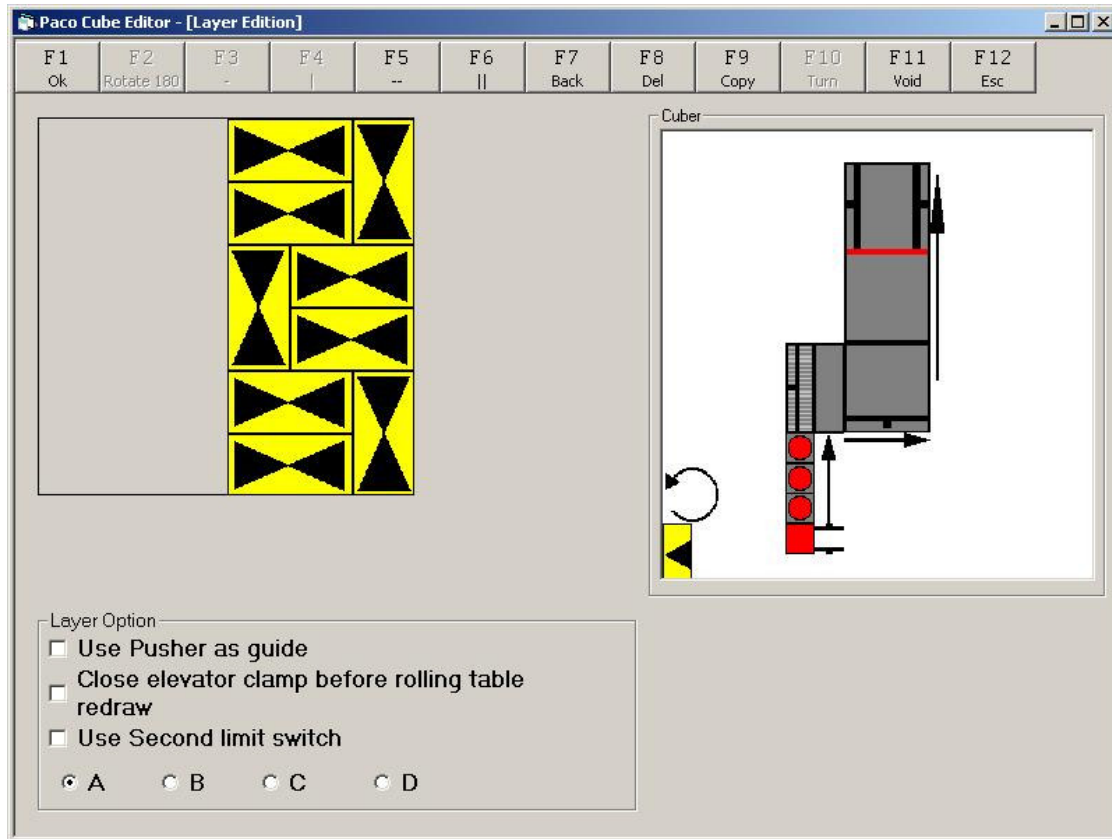 Paco Cube Editor - [Layer Edition]
F1 F2 F3 F4 F5 F6 F7 F8 F9 F10 F11 F12
Ok Rotate 180 - | -- || Back Del Copy Turn Void Esc
Cuber
Layer Option
Use Pusher as guide
Close elevator clamp before rolling table
redraw
Use Second limit switch
A B C D